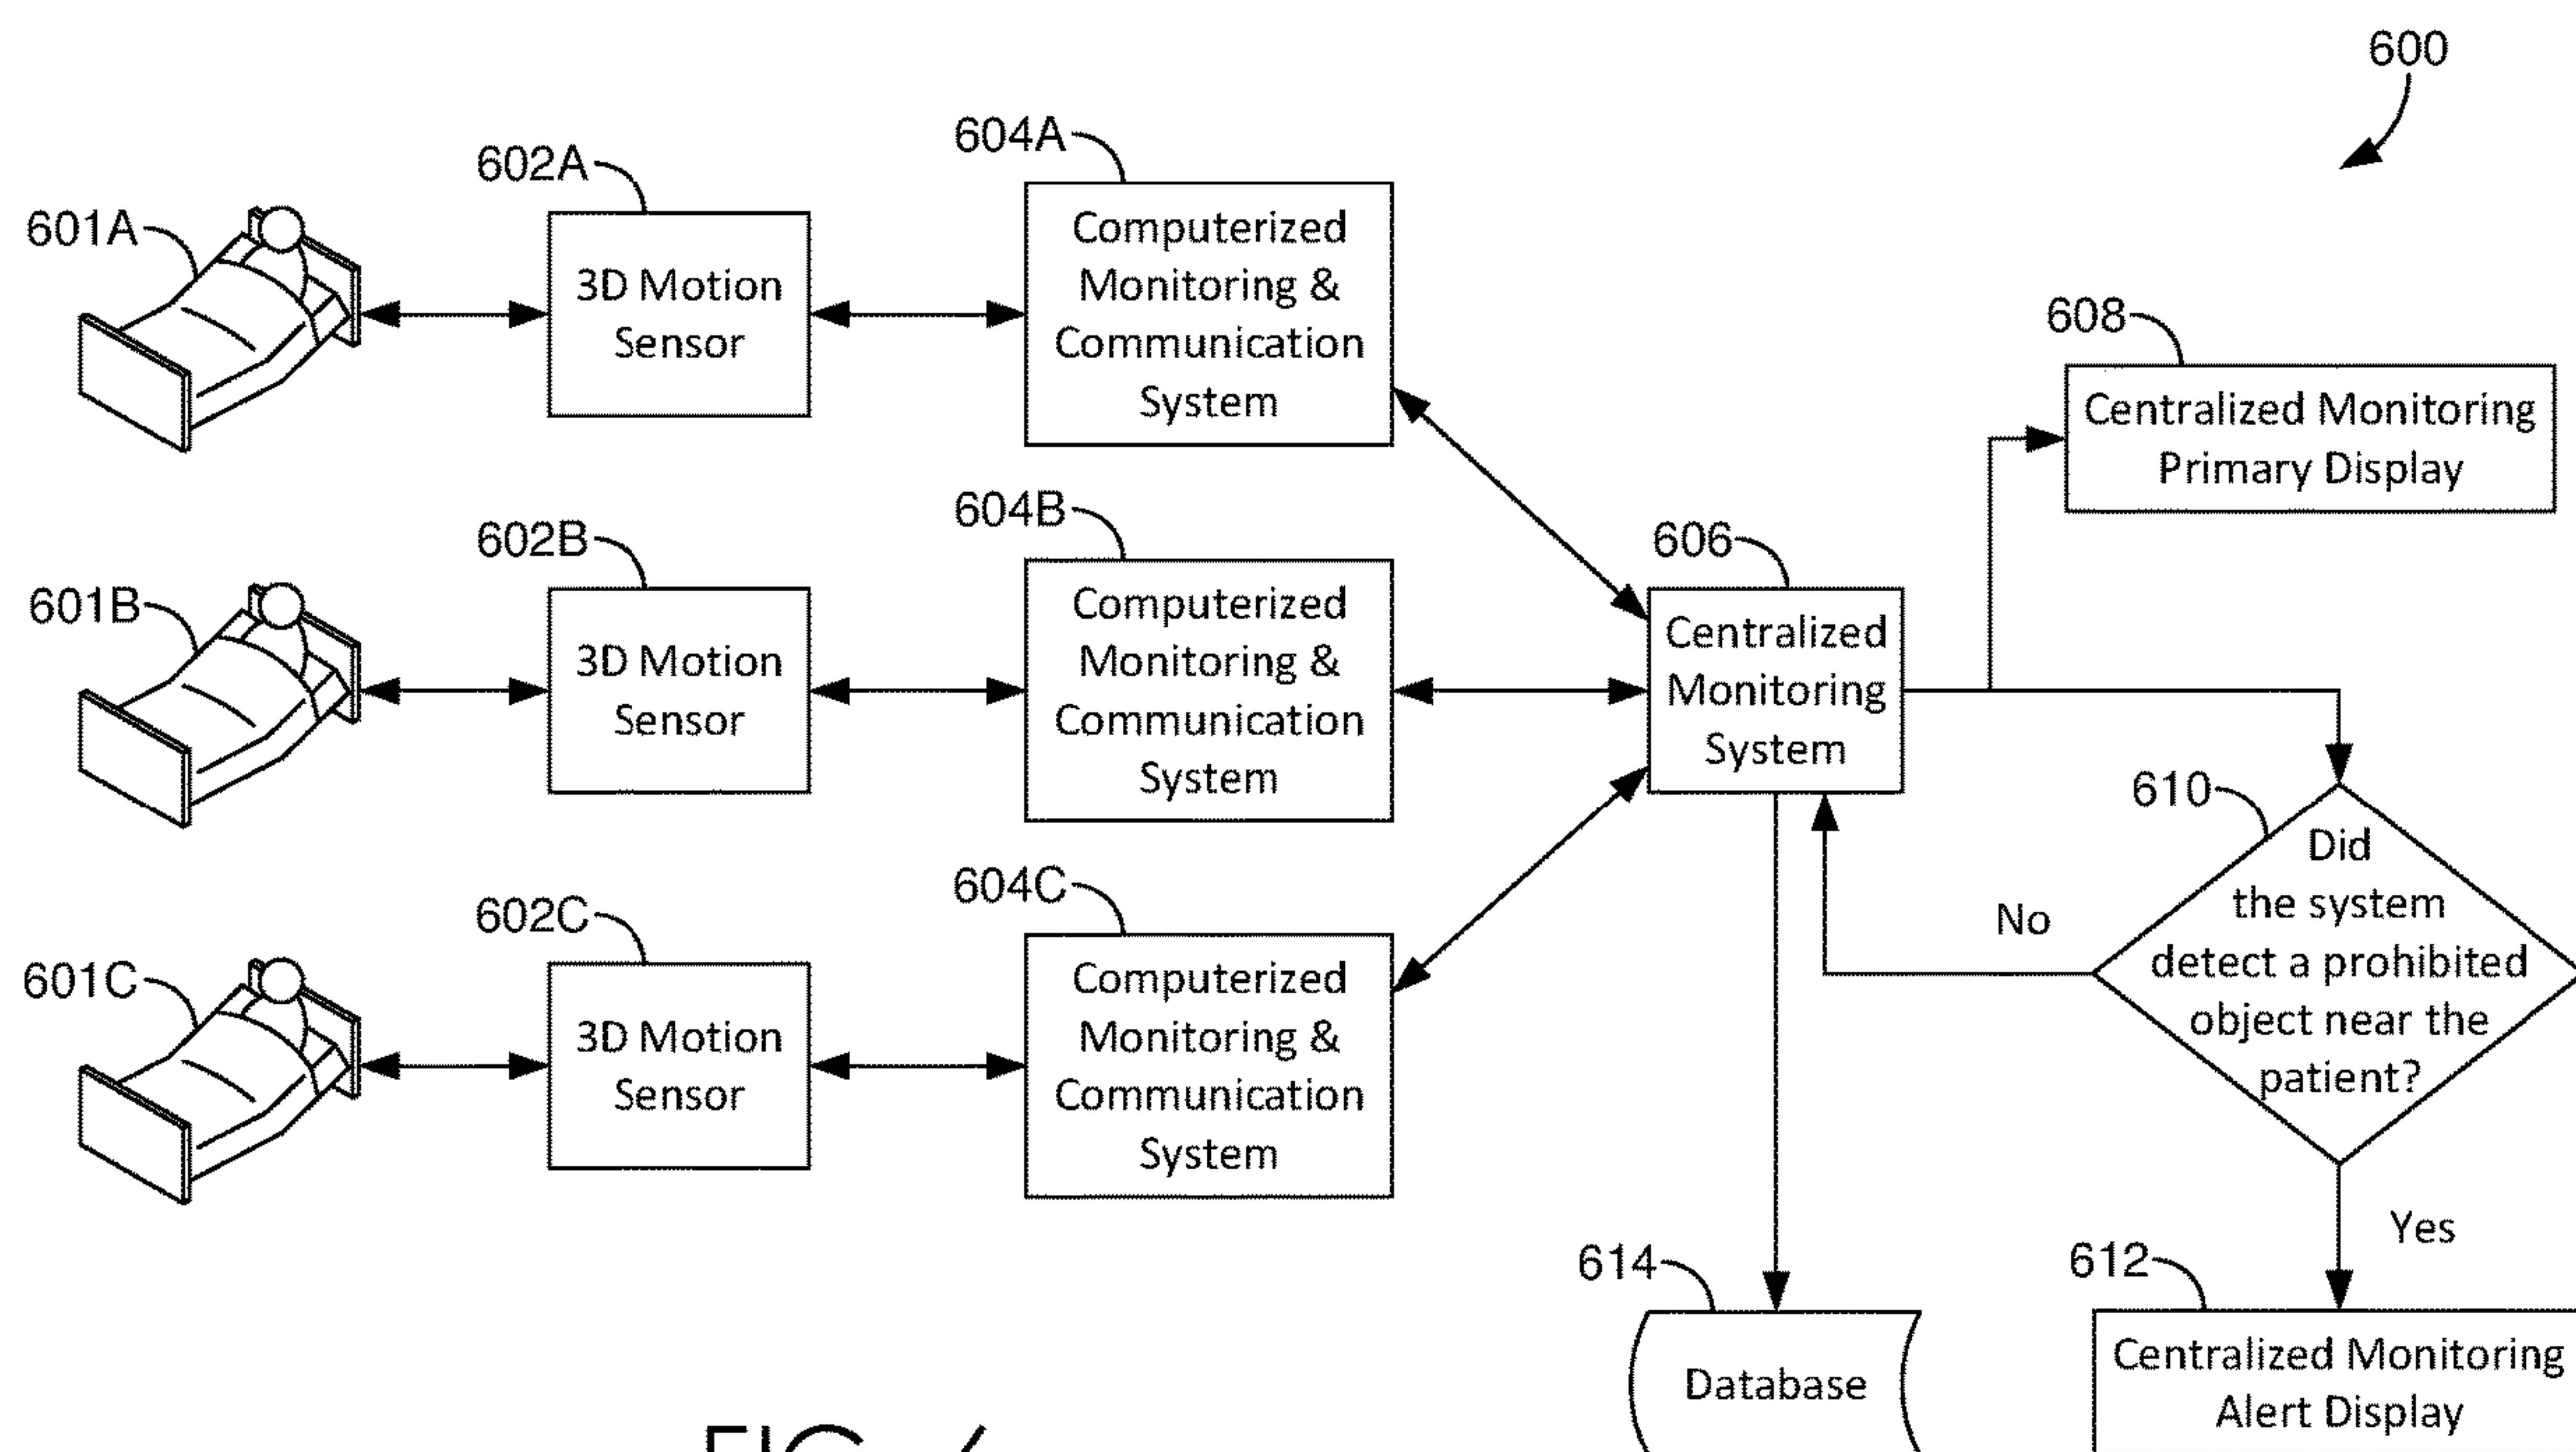 600
604A
602A
601A
Computerized
Monitoring &
Communication
System
3D Motion
Sensor
608
Centralized Monitoring
Primary Display
604B
602B
601B
Computerized
Monitoring &
Communication
System
3D Motion
Sensor
606
Centralized
Monitoring
System
610
Did
the system
detect a prohibited
object near the
patient?
No
Yes
604C
602C
601C
Computerized
Monitoring &
Communication
System
3D Motion
Sensor
614
Database
612
Centralized Monitoring
Alert Display